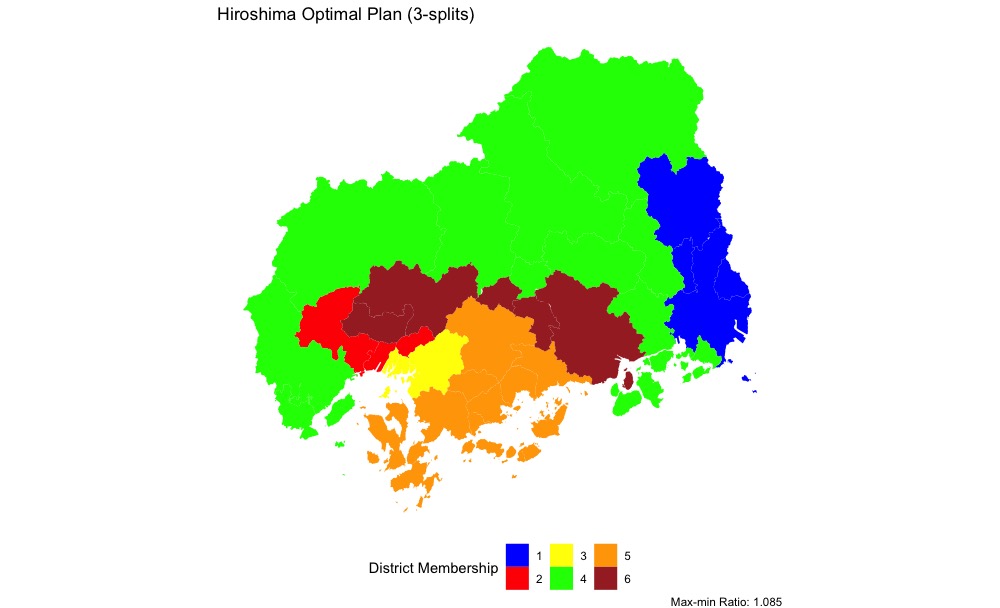 Hiroshima Optimal Plan (3-splits)
District Membership
1 3 5
2 4 6
Max-min Ratio: 1.085